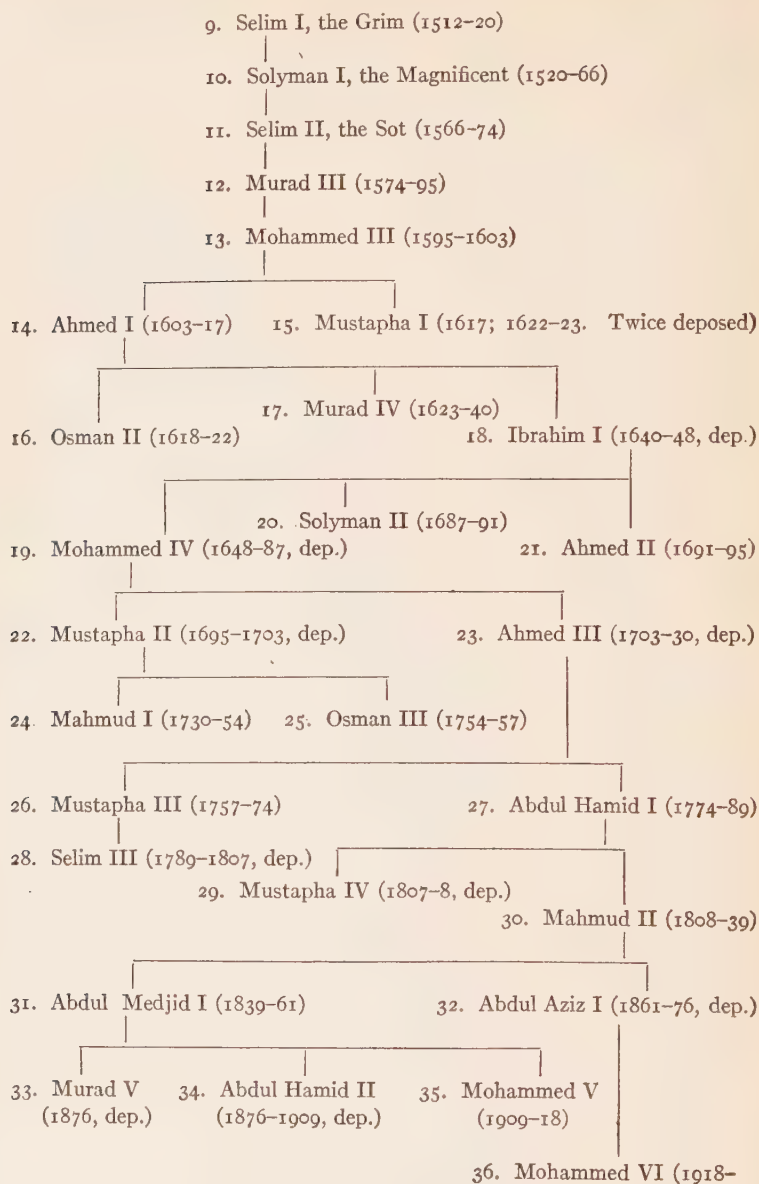 9. Selim I, the Grim (1512–20)
10. Solyman I, the Magnificent (1520–66)
11. Selim II, the Sot (1566–74)
12. Murad III (1574–95)
13. Mohammed III (1595–1603)
14. Ahmed I (1603–17) 15. Mustapha I (1617; 1622–23. Twice deposed)
17. Murad IV (1623–40)
16. Osman II (1618–22) 18. Ibrahim I (1640–48, dep.)
20. Solyman II (1687–91)
19. Mohammed IV (1648–87, dep.) 21. Ahmed II (1691–95)
22. Mustapha II (1695–1703, dep.) 23. Ahmed III (1703–30, dep.)
24. Mahmud I (1730–54) 25. Osman III (1754–57)
26. Mustapha III (1757–74) 27. Abdul Hamid I (1774–89)
28. Selim III (1789–1807, dep.)
29. Mustapha IV (1807–8, dep.)
30. Mahmud II (1808–39)
31. Abdul Medjid I (1839–61) 32. Abdul Aziz I (1861–76, dep.)
33. Murad V 34. Abdul Hamid II 35. Mohammed V
(1876, dep.) (1876–1909, dep.) (1909–18)
36. Mohammed VI (1918–